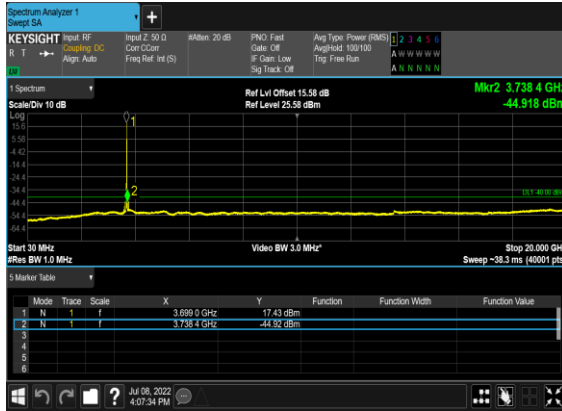 Spectrum Analyzer 1
Swept SA
+
KEYSIGHT Input: RF Input Z: 50 Ω #Atten: 20 dB PNO: Fast Avg Type: Power (RMS) 1 2 3 4 5 6
R T Coupling: DC Corr CCorr Gate: Off Avg|Hold: 100/100 A W W W W W
Align: Auto Freq Ref: Int (S) IF Gain: Low Trig: Free Run
LU Sig Track: Off A N N N N N
1 Spectrum Ref Lvl Offset 15.58 dB Mkr2 3.738 4 GHz
Scale/Div 10 dB Ref Level 25.58 dBm -44.918 dBm
Log
15.6
5.58
-4.42
-14.4
-24.4
-34.4
-44.4
-54.4
-64.4
1
2
DL1 -40.00 dBm
Start 30 MHz Video BW 3.0 MHz* Stop 20.000 GHz
#Res BW 1.0 MHz Sweep ~38.3 ms (40001 pts)
5 Marker Table
Mode Trace Scale X Y Function Function Width Function Value
1 N 1 f 3.699 0 GHz 17.43 dBm
2 N 1 f 3.738 4 GHz -44.92 dBm
3
4
5
6
? Jul 08, 2022
4:07:34 PM